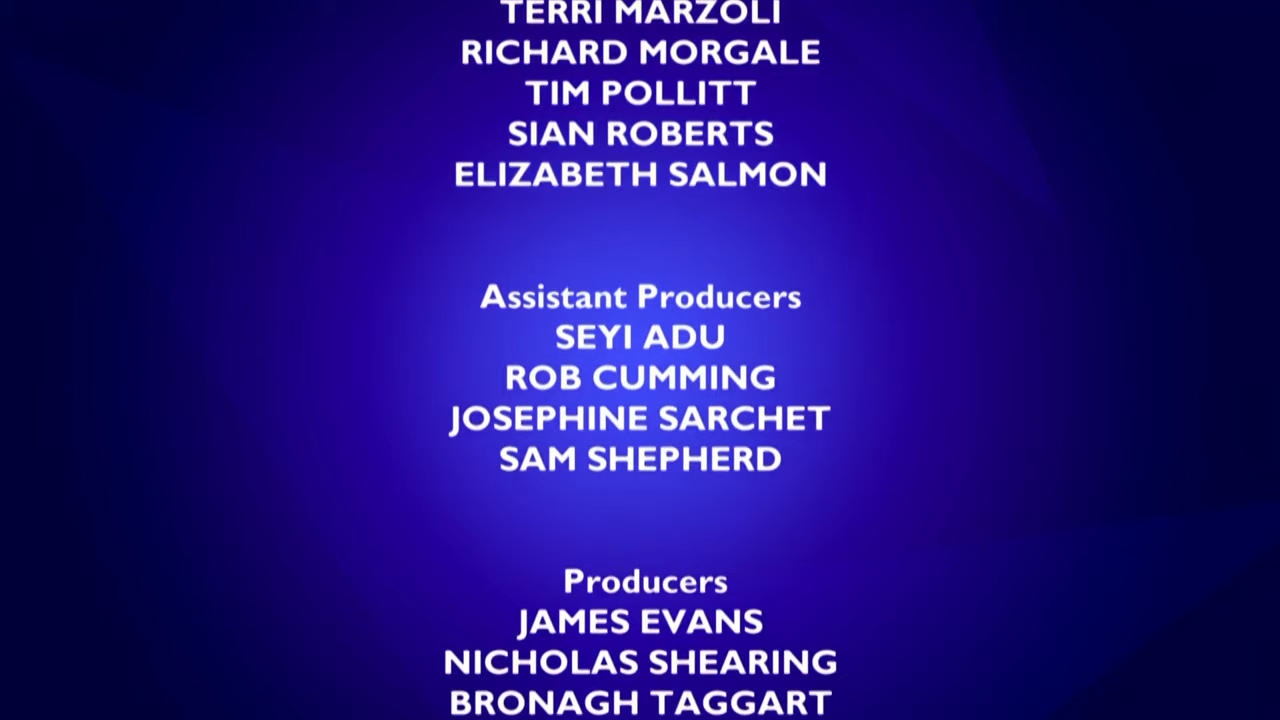 TERRI MARZOLI
RICHARD MORGALE
TIM POLLITT
SIAN ROBERTS
ELIZABETH SALMON
Assistant Producers
SEYI ADU
ROB CUMMING
JOSEPHINE SARCHET
SAM SHEPHERD
Producers
JAMES EVANS
NICHOLAS SHEARING
BRONAGH TAGGART